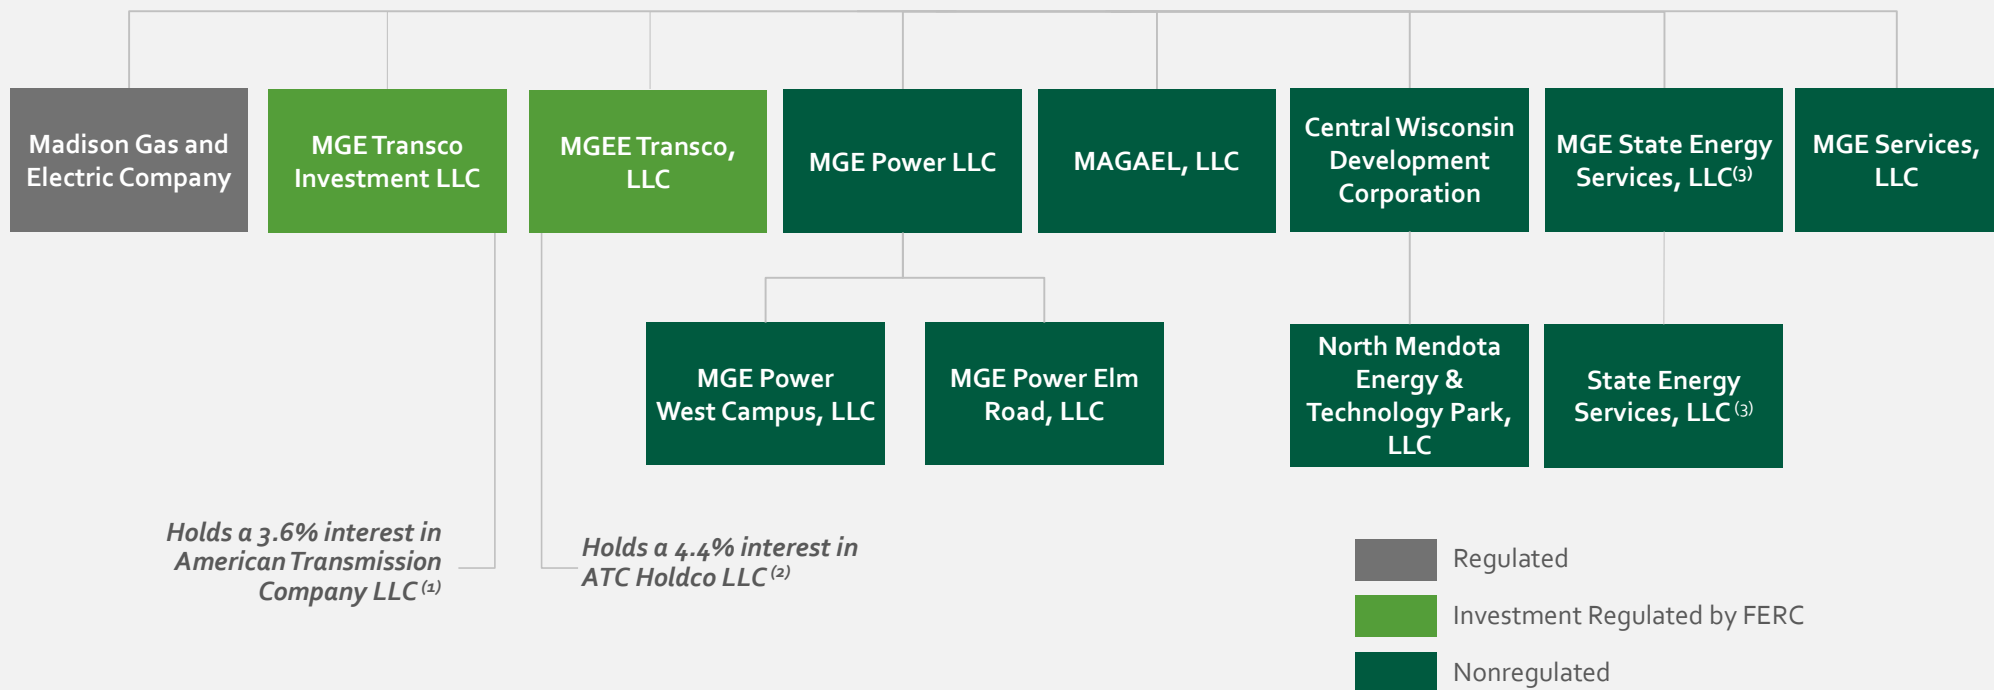 Madison Gas and
Electric Company
MGE Transco
Investment LLC
MGEE Transco,
LLC
MGE Power LLC
MAGAEL, LLC
Central Wisconsin
Development
Corporation
MGE State Energy
Services, LLC(3)
MGE Services,
LLC
MGE Power
West Campus, LLC
MGE Power Elm
Road, LLC
North Mendota
Energy &
Technology Park,
LLC
State Energy
Services, LLC (3)
Holds a 3.6% interest in
American Transmission
Company LLC (1)
Holds a 4.4% interest in
ATC Holdco LLC (2)
Regulated
Investment Regulated by FERC
Nonregulated